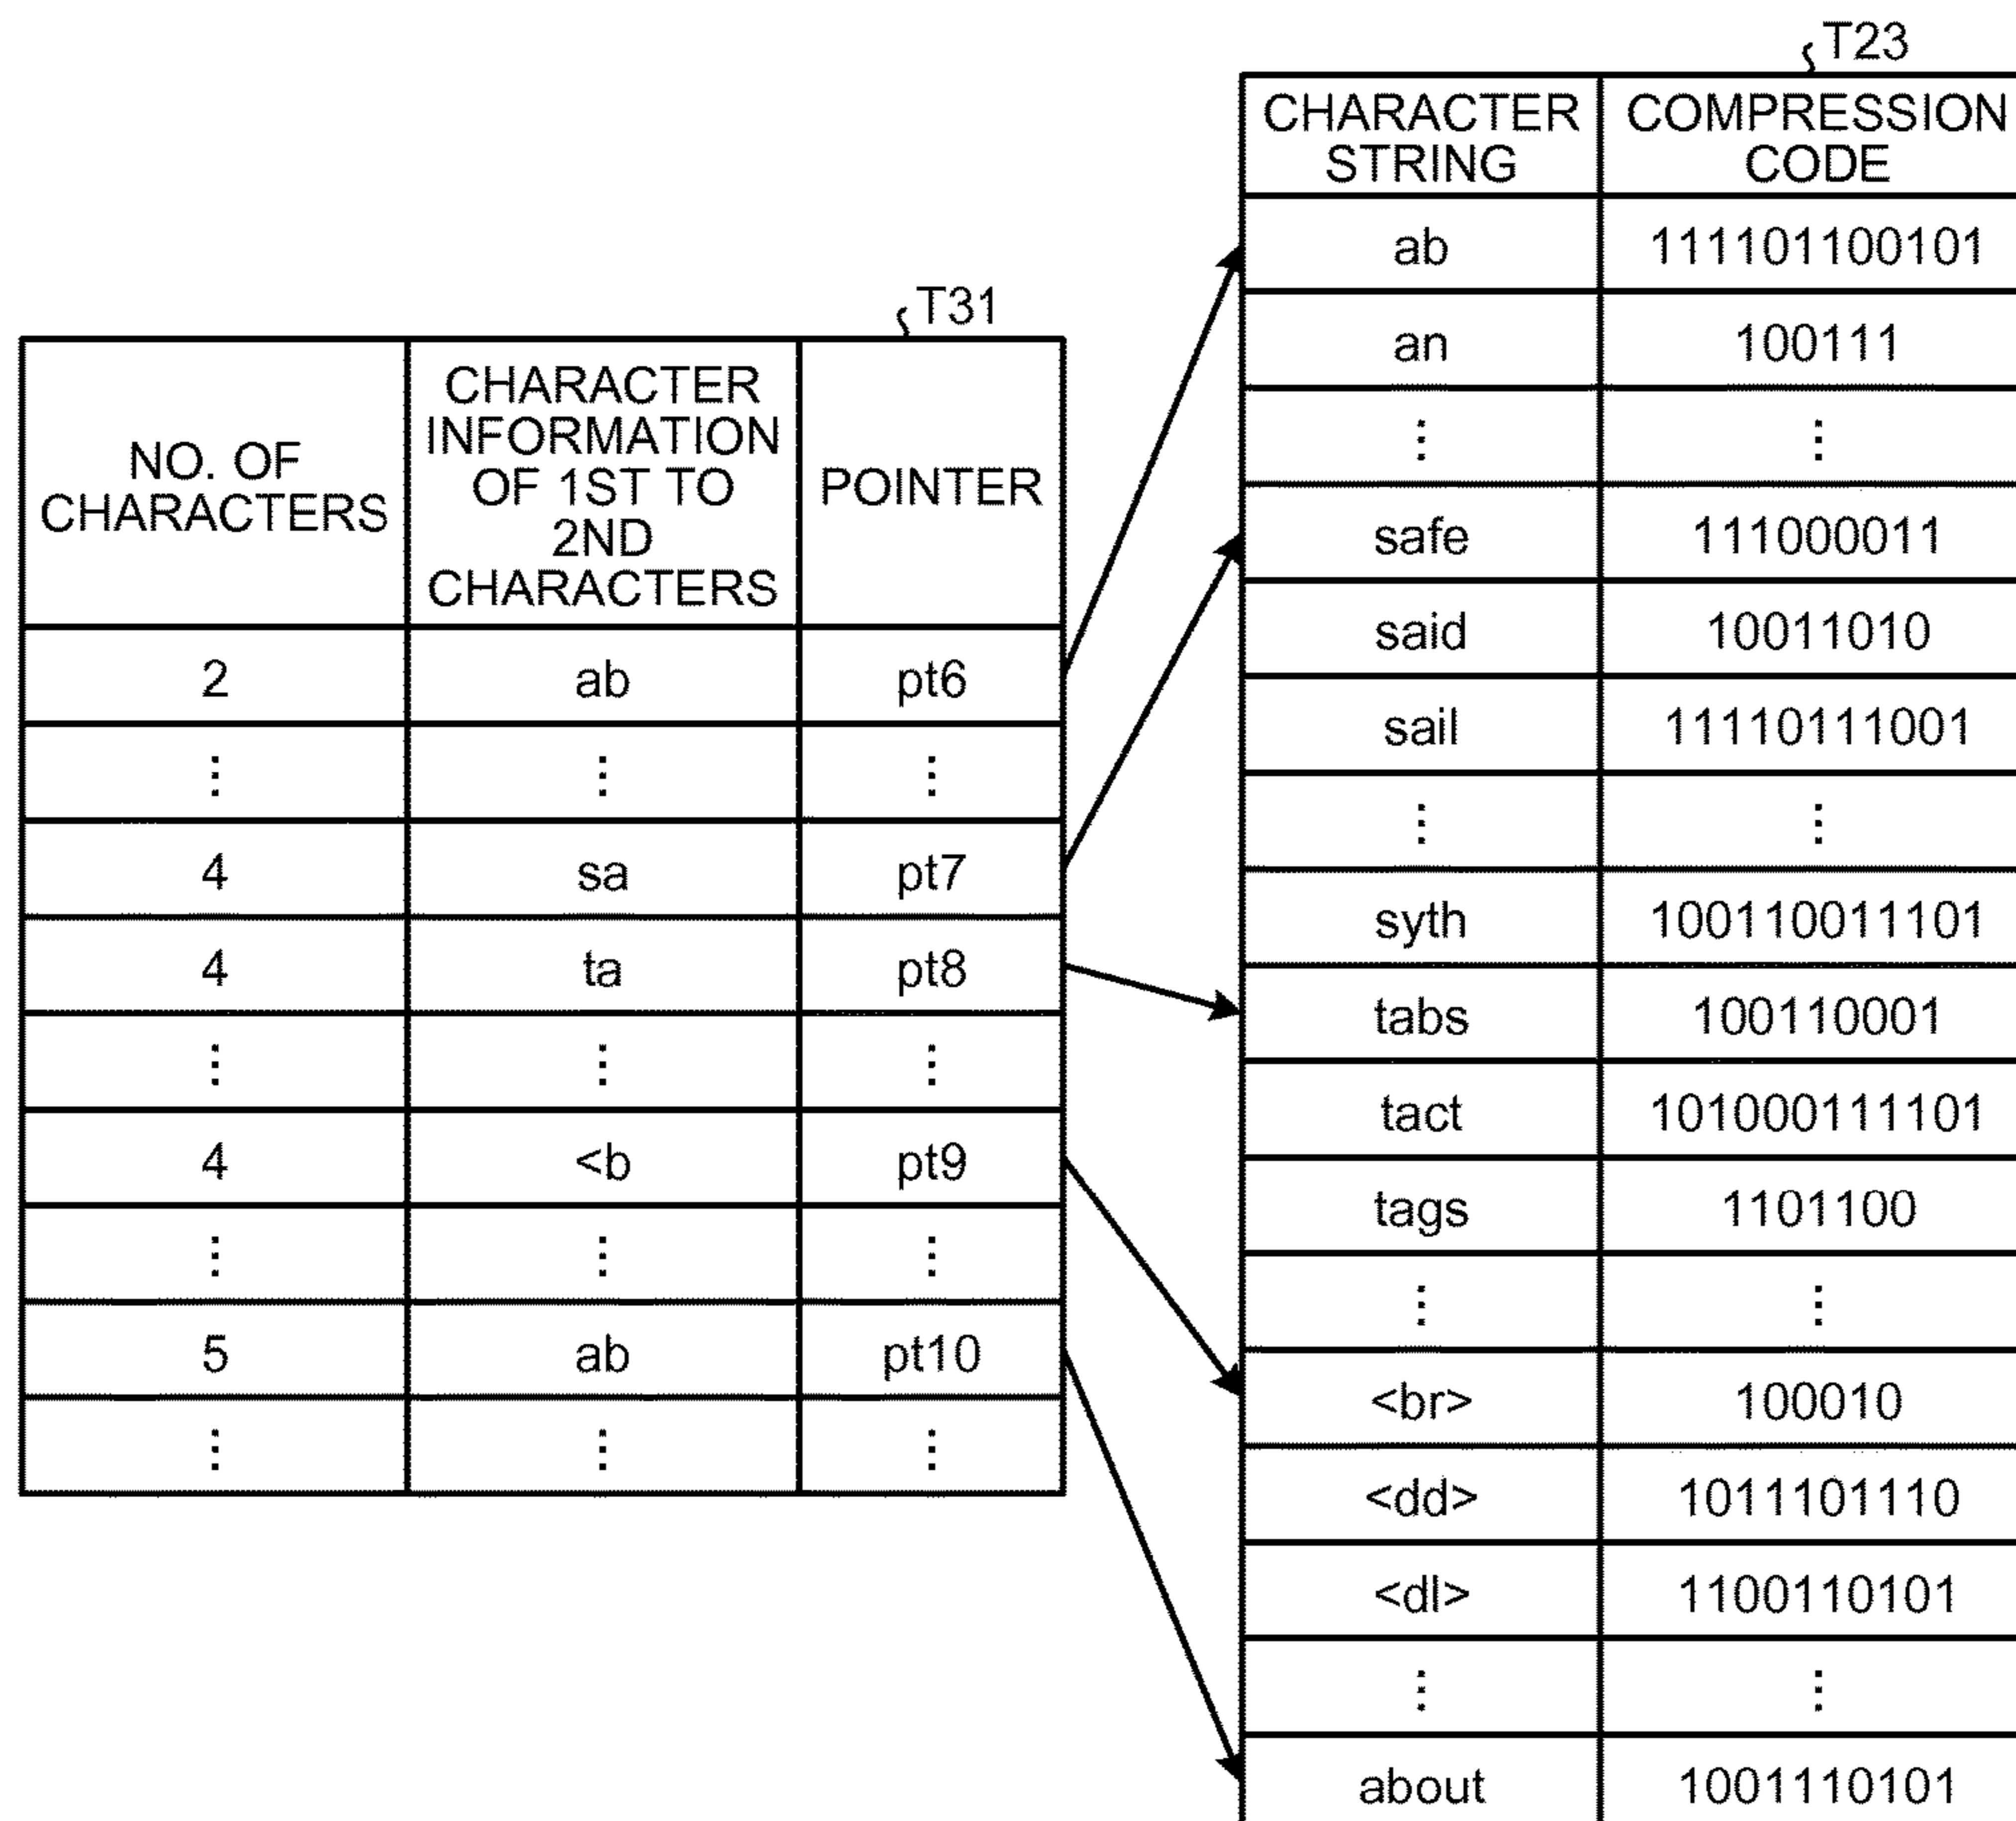 T31
NO. OF
CHARACTERS
CHARACTER
INFORMATION
OF 1ST TO
2ND
CHARACTERS
POINTER
2 ab pt6
⋮ ⋮ ⋮
4 sa pt7
4 ta pt8
⋮ ⋮ ⋮
4 <b pt9
⋮ ⋮ ⋮
5 ab pt10
⋮ ⋮ ⋮
T23
CHARACTER
STRING
COMPRESSION
CODE
ab 111101100101
an 100111
⋮ ⋮
safe 111000011
said 10011010
sail 11110111001
⋮ ⋮
syth 100110011101
tabs 100110001
tact 101000111101
tags 1101100
⋮ ⋮
<br> 100010
<dd> 1011101110
<dl> 1100110101
⋮ ⋮
about 1001110101